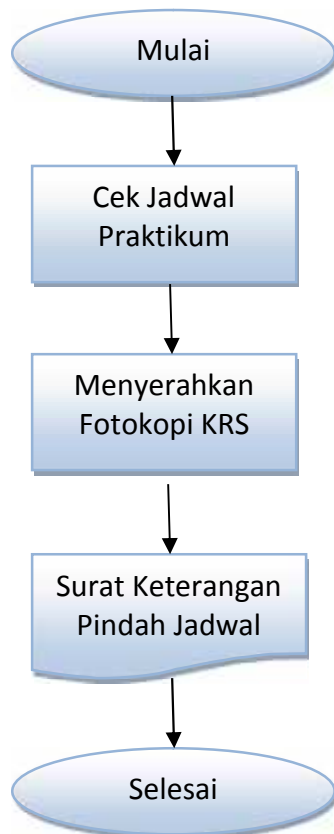 Mulai
Cek Jadwal
Praktikum
Menyerahkan
Fotokopi KRS
Surat Keterangan
Pindah Jadwal
Selesai